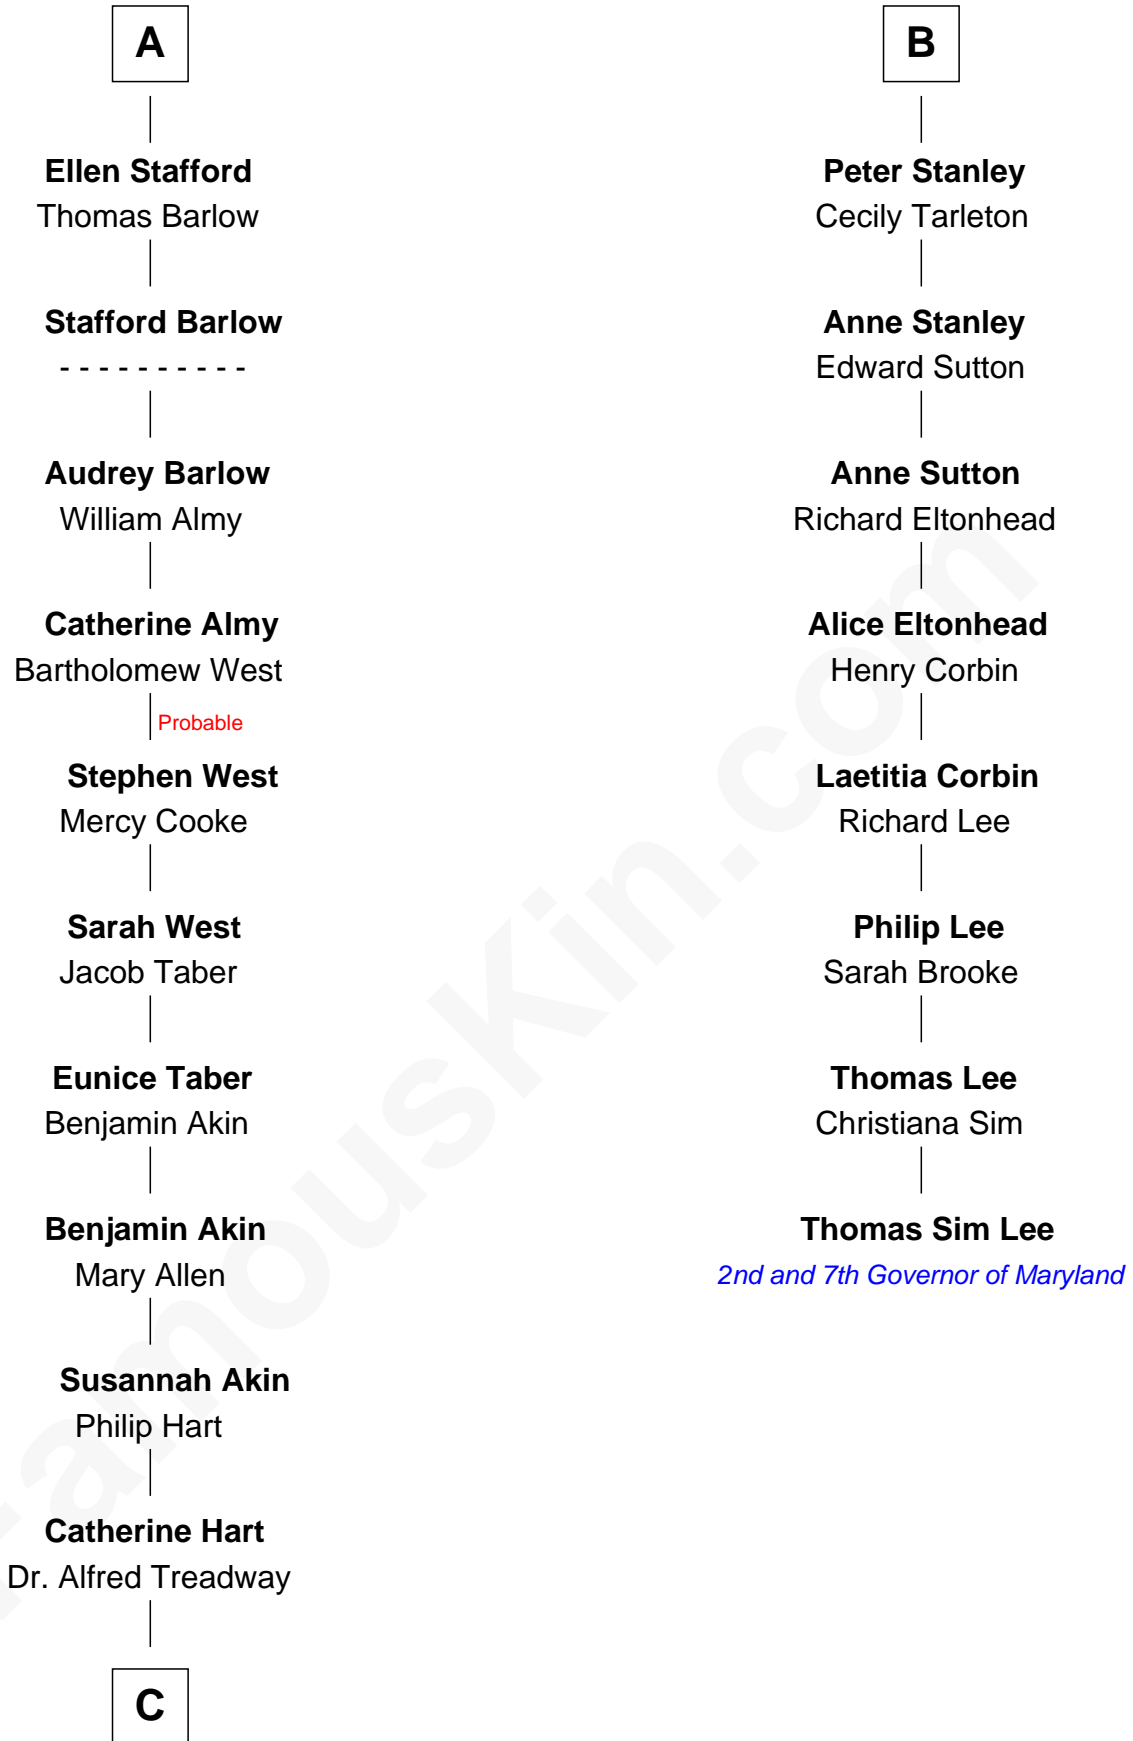 A
Ellen Stafford
Thomas Barlow
Stafford Barlow
- - - - - - - - - -
Audrey Barlow
William Almy
Catherine Almy
Bartholomew West
Probable
Stephen West
Mercy Cooke
Sarah West
Jacob Taber
Eunice Taber
Benjamin Akin
Benjamin Akin
Mary Allen
Susannah Akin
Philip Hart
Catherine Hart
Dr. Alfred Treadway
C
B
Peter Stanley
Cecily Tarleton
Anne Stanley
Edward Sutton
Anne Sutton
Richard Eltonhead
Alice Eltonhead
Henry Corbin
Laetitia Corbin
Richard Lee
Philip Lee
Sarah Brooke
Thomas Lee
Christiana Sim
Thomas Sim Lee
2nd and 7th Governor of Maryland
FamousKin.com